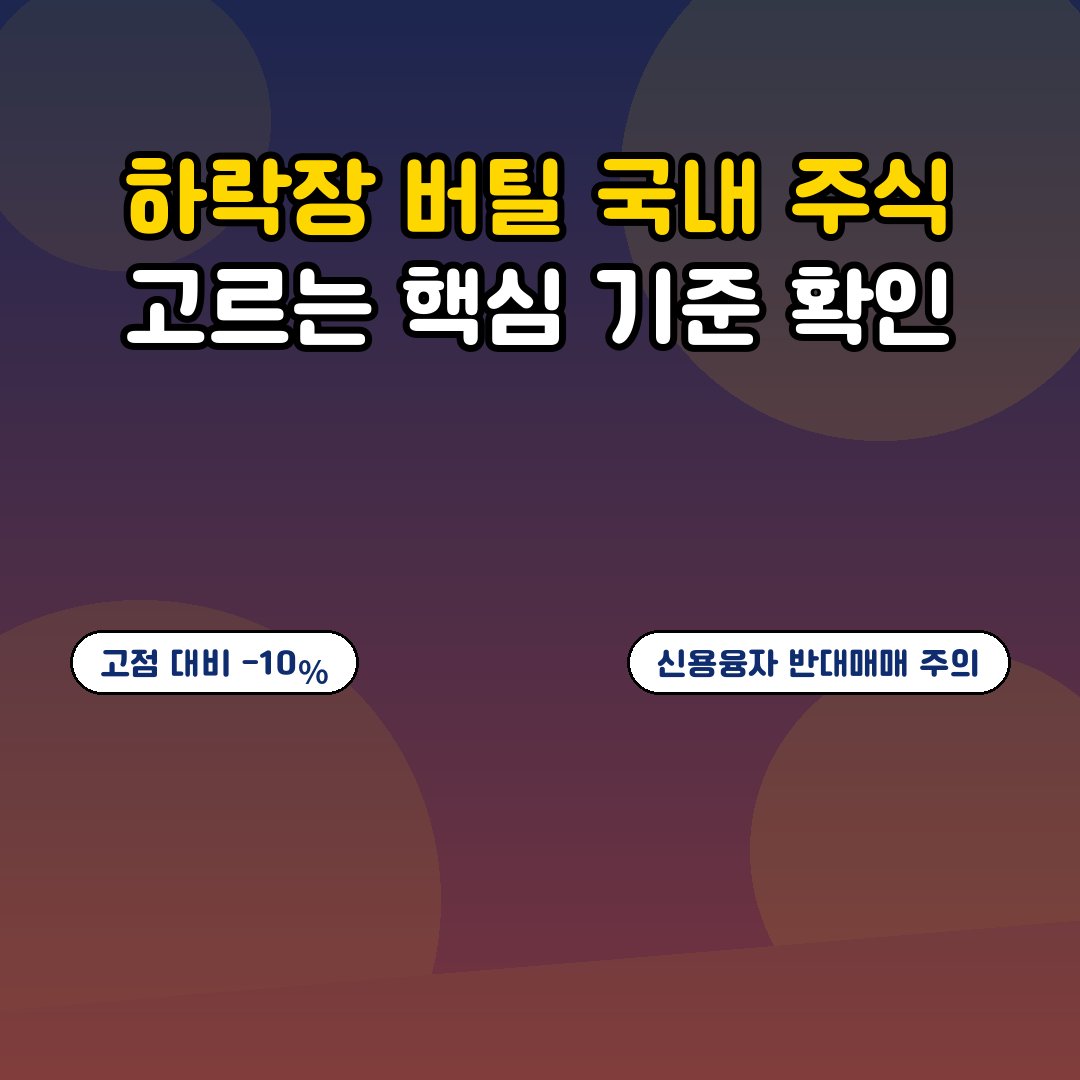 하락장 버틸 국내 주식
고르는 핵심 기준 확인
고점 대비 -10%
신용융자 반대매매 주의